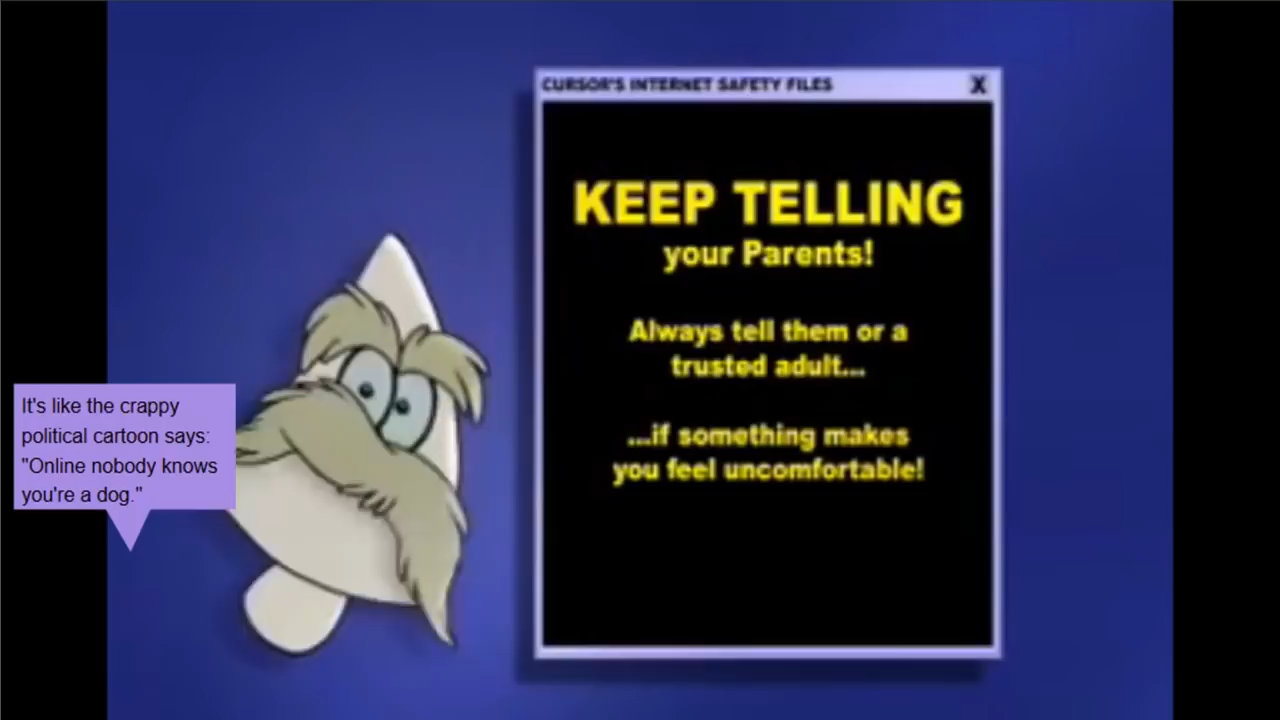 CURSOR'S INTERNET SAFETY FILES X
KEEP TELLING
your Parents!
Always tell them or a
trusted adult...
...if something makes
you feel uncomfortable!
It's like the crappy
political cartoon says:
"Online nobody knows
you're a dog."